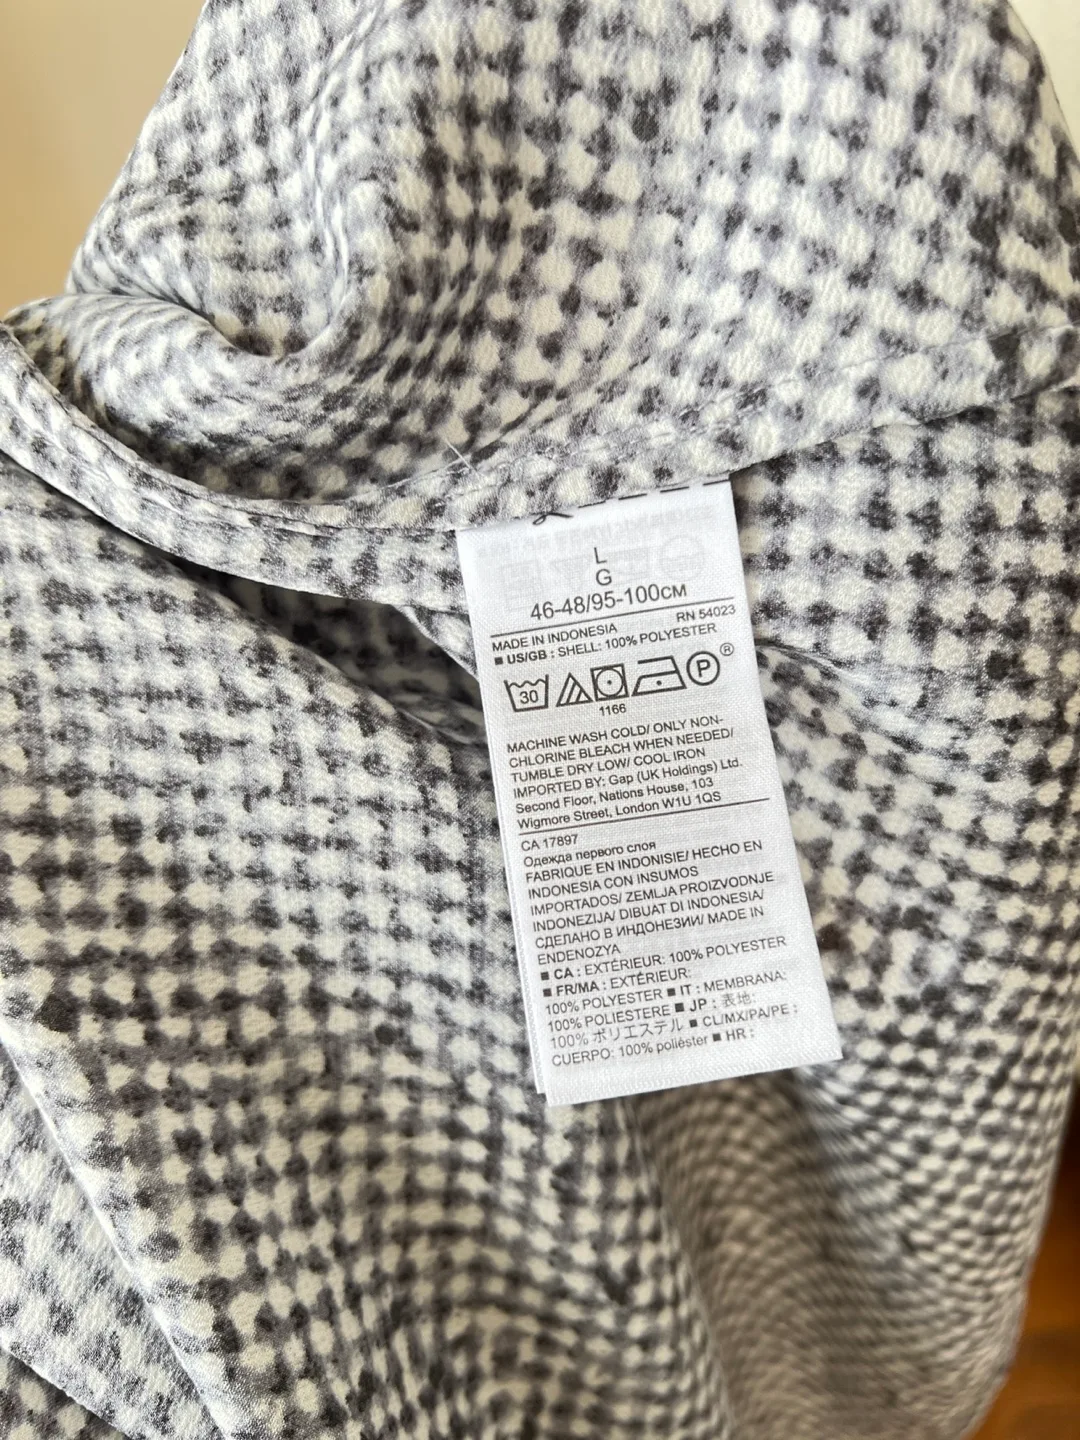 L
G
46-48/95-100CM
RN 54023
MADE IN INDONESIA
■ US/GB : SHELL: 100% POLYESTER
30 P ®
1166
MACHINE WASH COLD/ ONLY NON-
CHLORINE BLEACH WHEN NEEDED/
TUMBLE DRY LOW/ COOL IRON
IMPORTED BY: Gap (UK Holdings) Ltd.
Second Floor, Nations House, 103
Wigmore Street, London W1U 1QS
CA 17897
Одежда первого слоя
FABRIQUE EN INDONISIE/ HECHO EN
INDONESIA CON INSUMOS
IMPORTADOS/ ZEMLJA PROIZVODNJE
INDONEZIJA/ DIBUAT DI INDONESIA/
СДЕЛАНО В ИНДОНЕЗИИ/ MADE IN
ENDENOZYA
■ CA : EXTÉRIEUR: 100% POLYESTER
■ FR/MA : EXTÉRIEUR:
100% POLYESTER ■ IT : MEMBRANA:
100% POLIESTERE ■ JP : 表地:
100% ポリエステル ■ CL/MX/PA/PE :
CUERPO: 100% poliéster ■ HR :